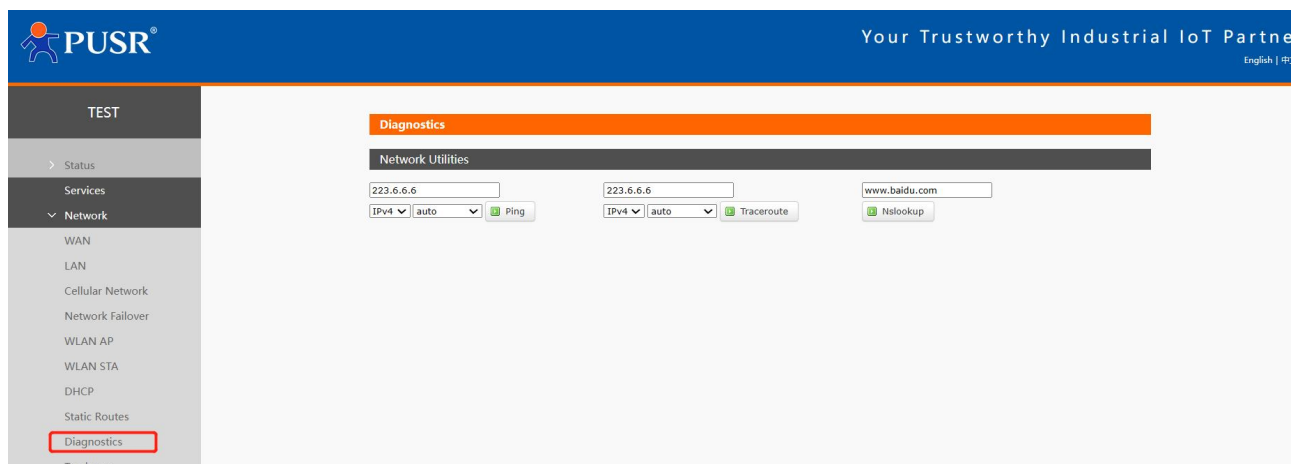 PUSR®
Your Trustworthy Industrial IoT Partne
English | 中
TEST
Diagnostics
Network Utilities
223.6.6.6 223.6.6.6 www.baidu.com
IPv4 auto Ping IPv4 auto Traceroute Nslookup
Status
Services
Network
WAN
LAN
Cellular Network
Network Failover
WLAN AP
WLAN STA
DHCP
Static Routes
Diagnostics